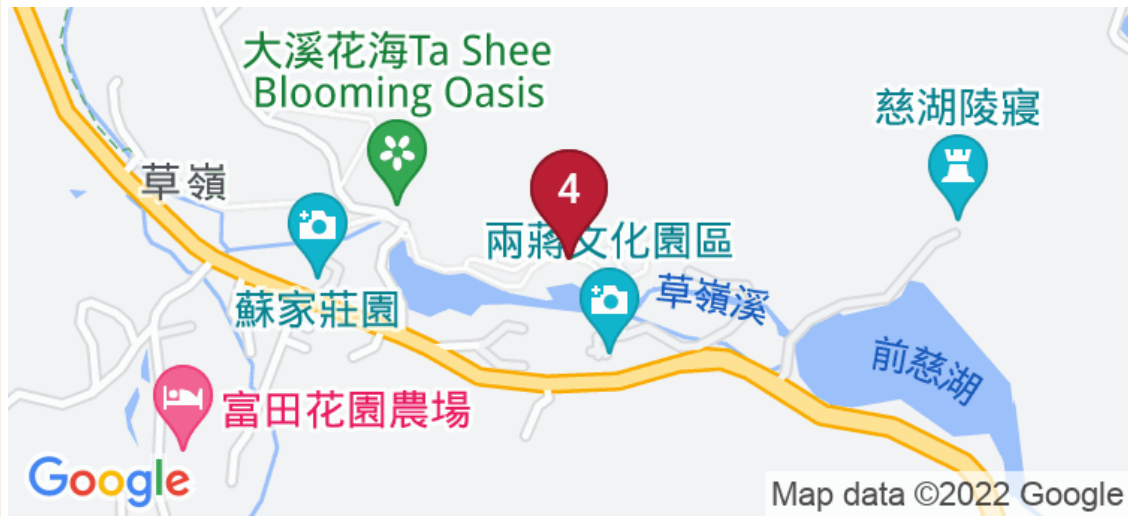 大溪花海Ta Shee
Blooming Oasis
慈湖陵寢
草嶺
4
兩蔣文化園區
草嶺溪
蘇家莊園
前慈湖
富田花園農場
Google
Map data ©2022 Google